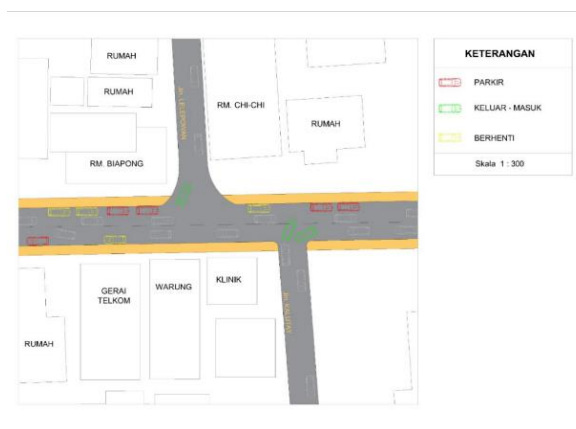 RUMAH
RUMAH
RM. CHI-CHI
RUMAH
RM. BIAPONG
GERAI
TELKOM
WARUNG
KLINIK
RUMAH
KETERANGAN
PARKIR
KELUAR - MASUK
BERHENTI
Skala 1 : 300